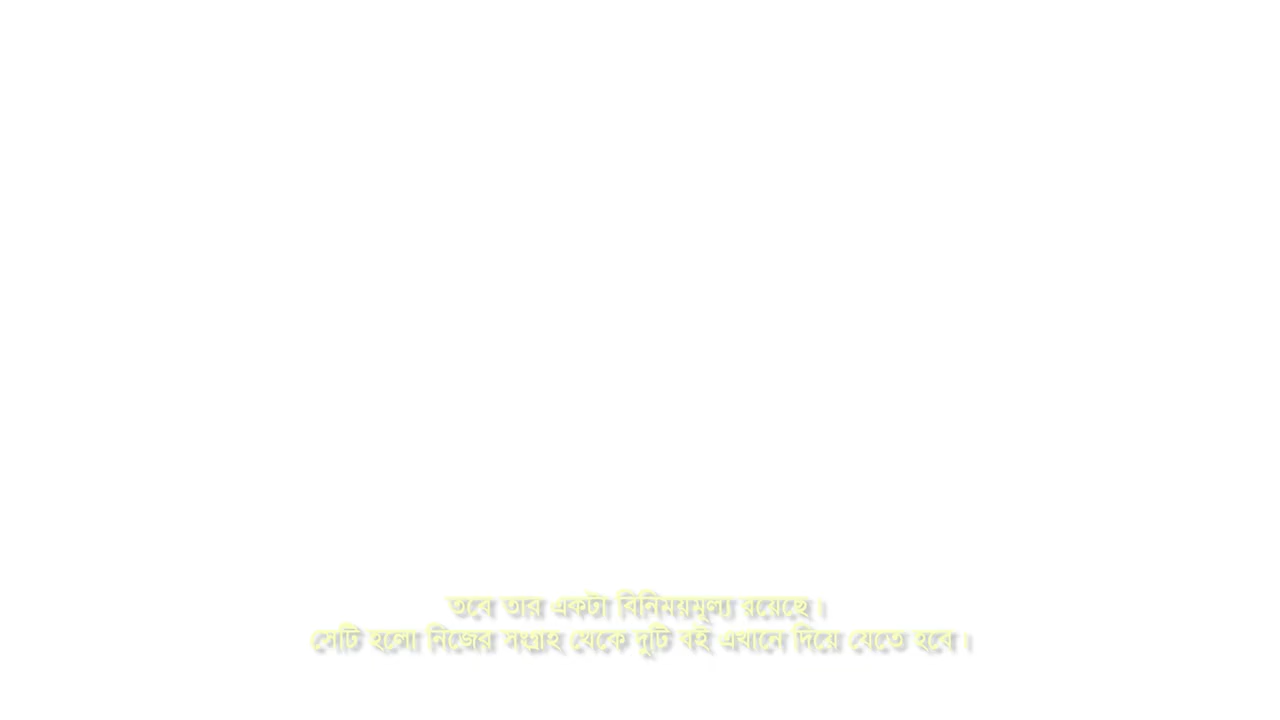 তবে তার একটা বিনিময়মূল্য রয়েছে।
সেটি হলো নিজের সংগ্রহ থেকে দুটি বই এখানে দিয়ে যেতে হবে।